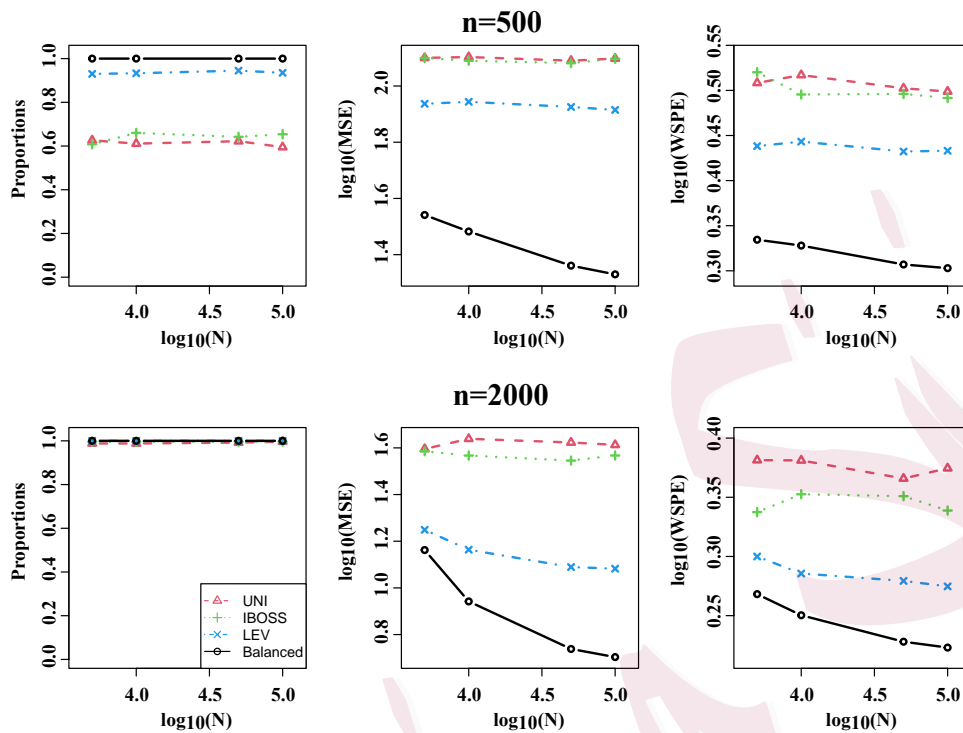 n=500
Proportions
0.0 0.2 0.4 0.6 0.8 1.0
4.0 4.5 5.0
log10(N)
log10(MSE)
1.4 1.6 1.8 2.0
4.0 4.5 5.0
log10(N)
log10(WSPE)
0.30 0.35 0.40 0.45 0.50 0.55
4.0 4.5 5.0
log10(N)
n=2000
Proportions
0.0 0.2 0.4 0.6 0.8 1.0
UNI
IBOSS
LEV
Balanced
4.0 4.5 5.0
log10(N)
log10(MSE)
0.8 1.0 1.2 1.4 1.6
4.0 4.5 5.0
log10(N)
log10(WSPE)
0.25 0.30 0.35 0.40
4.0 4.5 5.0
log10(N)